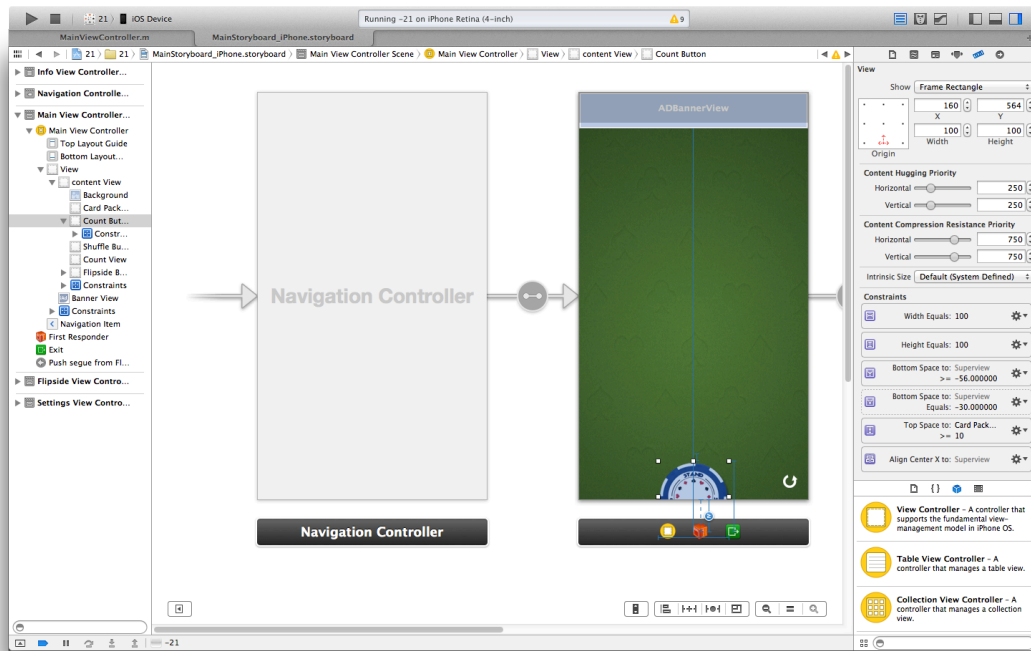 21 〉 iOS Device
Running -21 on iPhone Retina (4-inch)
9
MainViewController.m
MainStoryboard_iPhone.storyboard
21 〉 21 〉 MainStoryboard_iPhone.storyboard 〉 Main View Controller Scene 〉 Main View Controller 〉 View 〉 content View 〉 Count Button
Info View Controller...
Navigation Controlle...
Main View Controller...
Main View Controller
Top Layout Guide
Bottom Layout...
View
content View
Background
Card Pack...
Count But...
Constr...
Shuffle Bu...
Count View
Flipside B...
Constraints
Banner View
Constraints
Navigation Item
First Responder
Exit
Push segue from Fl...
Flipside View Contro...
Settings View Contro...
Navigation Controller
Navigation Controller
ADBannerView
STAND
-21
View
Show Frame Rectangle
160 564
X Y
100 100
Width Height
Origin
Content Hugging Priority
Horizontal 250
Vertical 250
Content Compression Resistance Priority
Horizontal 750
Vertical 750
Intrinsic Size Default (System Defined)
Constraints
Width Equals: 100
Height Equals: 100
Bottom Space to: Superview
>= -56.000000
Bottom Space to: Superview
Equals: -30.000000
Top Space to: Card Pack...
>= 10
Align Center X to: Superview
{ }
View Controller - A controller that
supports the fundamental view-
management model in iPhone OS.
Table View Controller - A
controller that manages a table view.
Collection View Controller - A
controller that manages a collection
view.